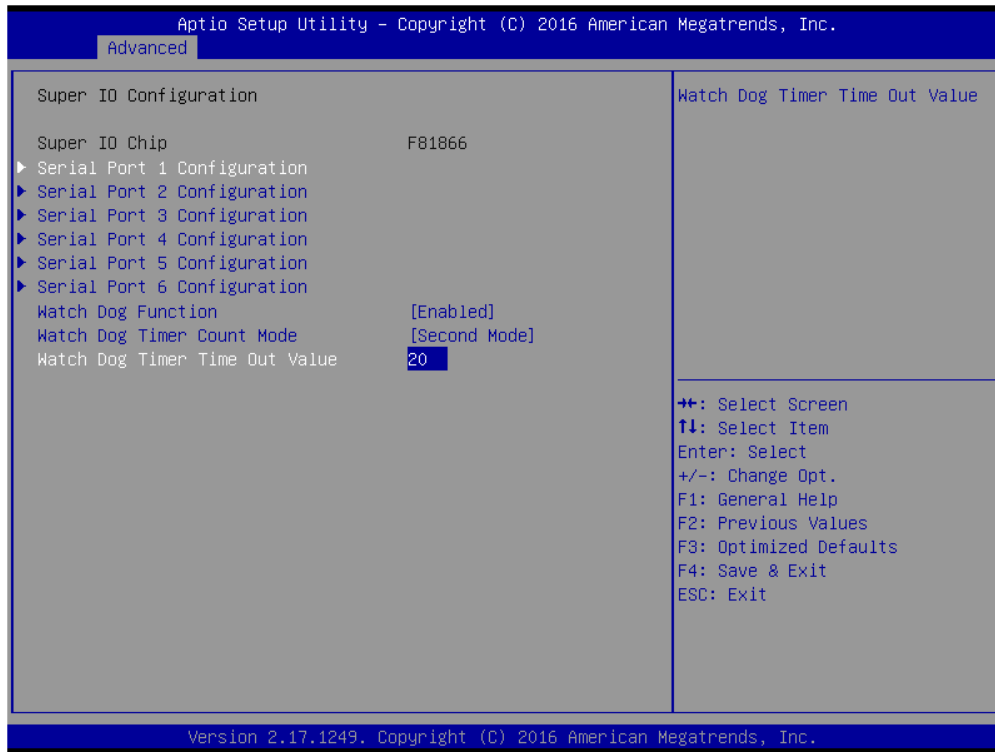 Aptio Setup Utility – Copyright (C) 2016 American Megatrends, Inc.
Advanced
Super IO Configuration
Super IO Chip F81866
Serial Port 1 Configuration
Serial Port 2 Configuration
Serial Port 3 Configuration
Serial Port 4 Configuration
Serial Port 5 Configuration
Serial Port 6 Configuration
Watch Dog Function [Enabled]
Watch Dog Timer Count Mode [Second Mode]
Watch Dog Timer Time Out Value 20
Watch Dog Timer Time Out Value
→←: Select Screen
↑↓: Select Item
Enter: Select
+/-: Change Opt.
F1: General Help
F2: Previous Values
F3: Optimized Defaults
F4: Save & Exit
ESC: Exit
Version 2.17.1249. Copyright (C) 2016 American Megatrends, Inc.